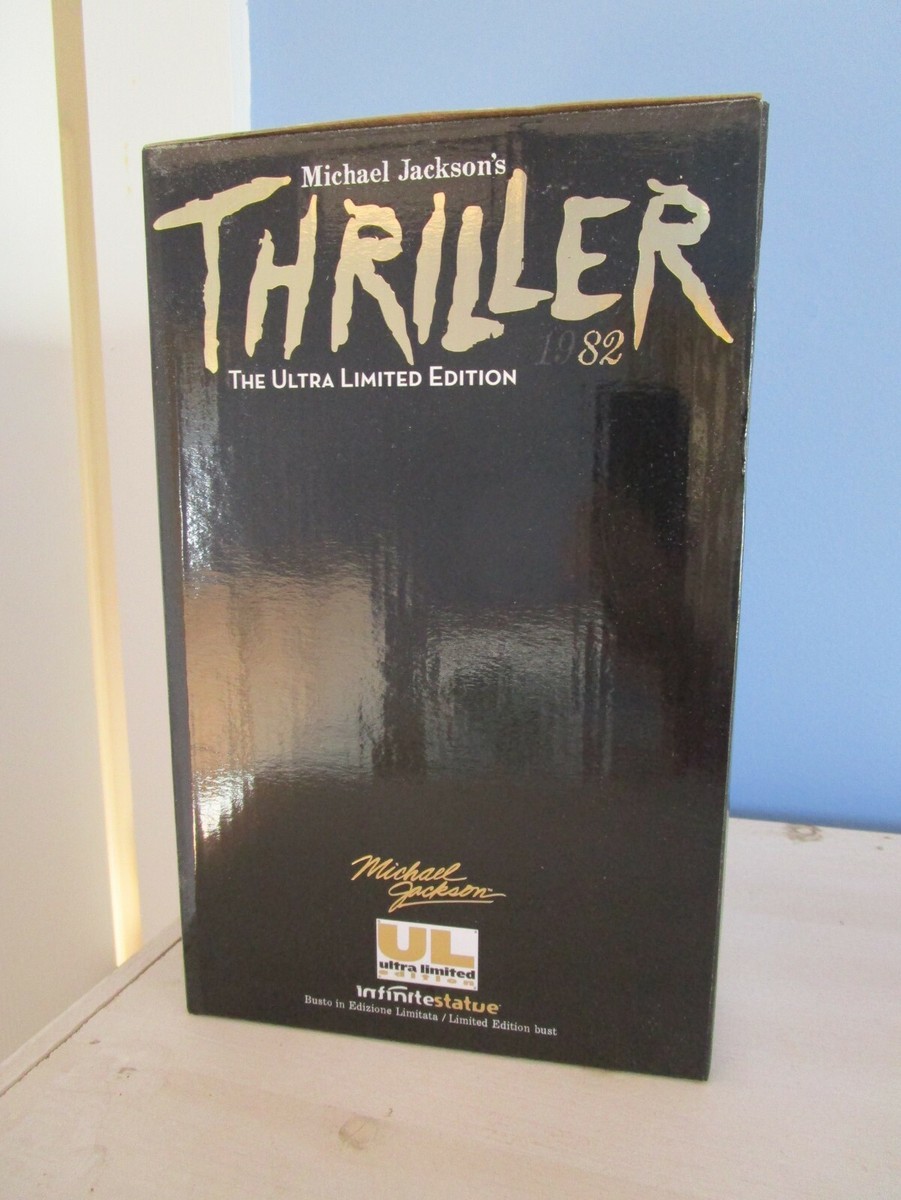 Michael Jackson's
THRILLER
1982
THE ULTRA LIMITED EDITION
Michael
Jackson
UL
ultra limited
edition
infinitestatue
Busto in Edizione Limitata / Limited Edition bust